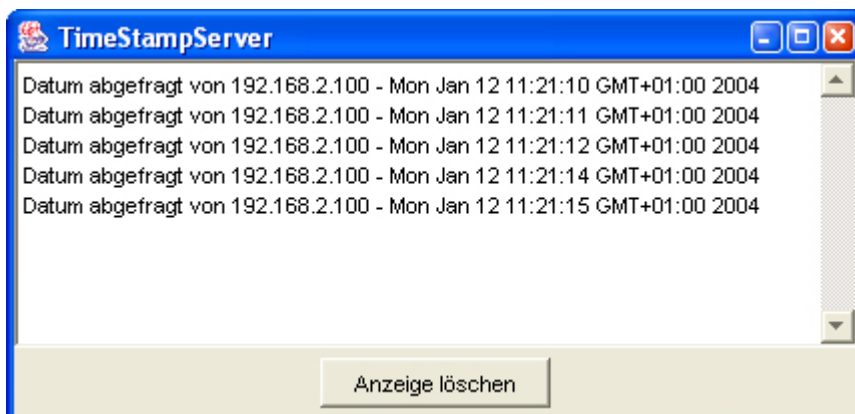 TimeStampServer
Datum abgefragt von 192.168.2.100 - Mon Jan 12 11:21:10 GMT+01:00 2004
Datum abgefragt von 192.168.2.100 - Mon Jan 12 11:21:11 GMT+01:00 2004
Datum abgefragt von 192.168.2.100 - Mon Jan 12 11:21:12 GMT+01:00 2004
Datum abgefragt von 192.168.2.100 - Mon Jan 12 11:21:14 GMT+01:00 2004
Datum abgefragt von 192.168.2.100 - Mon Jan 12 11:21:15 GMT+01:00 2004
Anzeige löschen